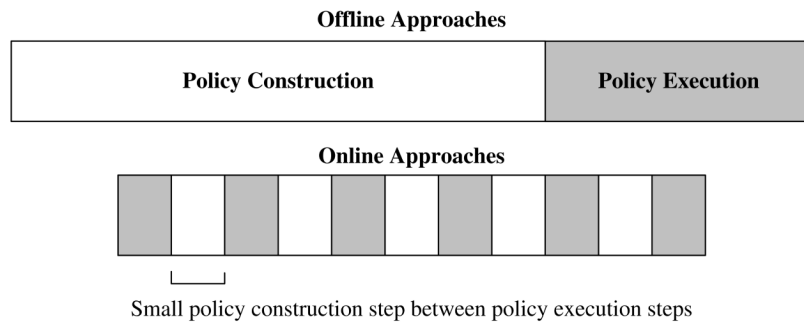 Offline Approaches
Policy Construction
Policy Execution
Online Approaches
Small policy construction step between policy execution steps